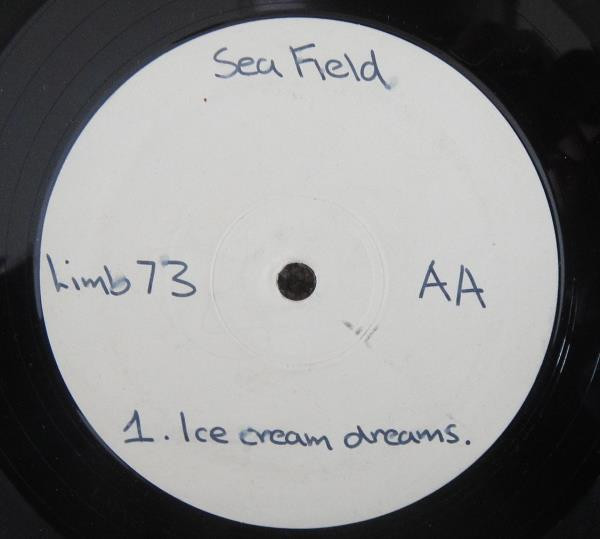 Sea Field
Limb 73 AA
1. Ice cream dreams.